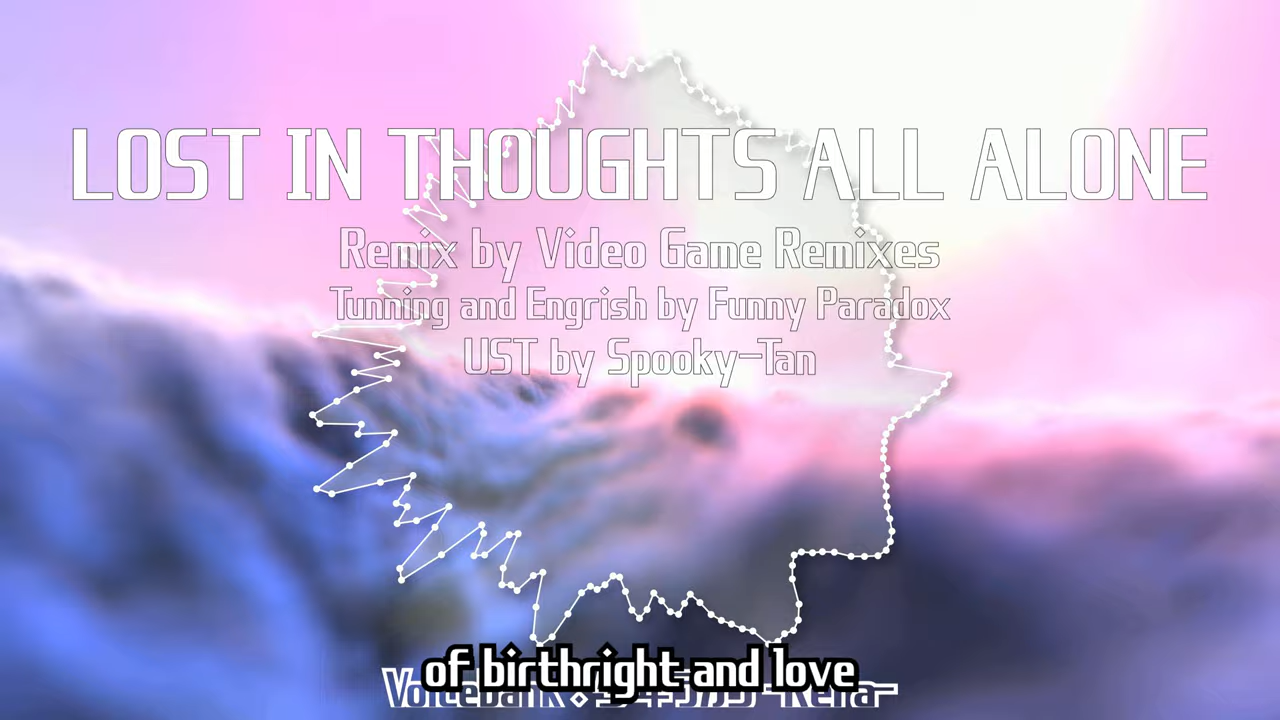 LOST IN THOUGHTS ALL ALONE
Remix by Video Game Remixes
Tunning and Engrish by Funny Paradox
UST by Spooky-Tan
of birthright and love
Voicebank